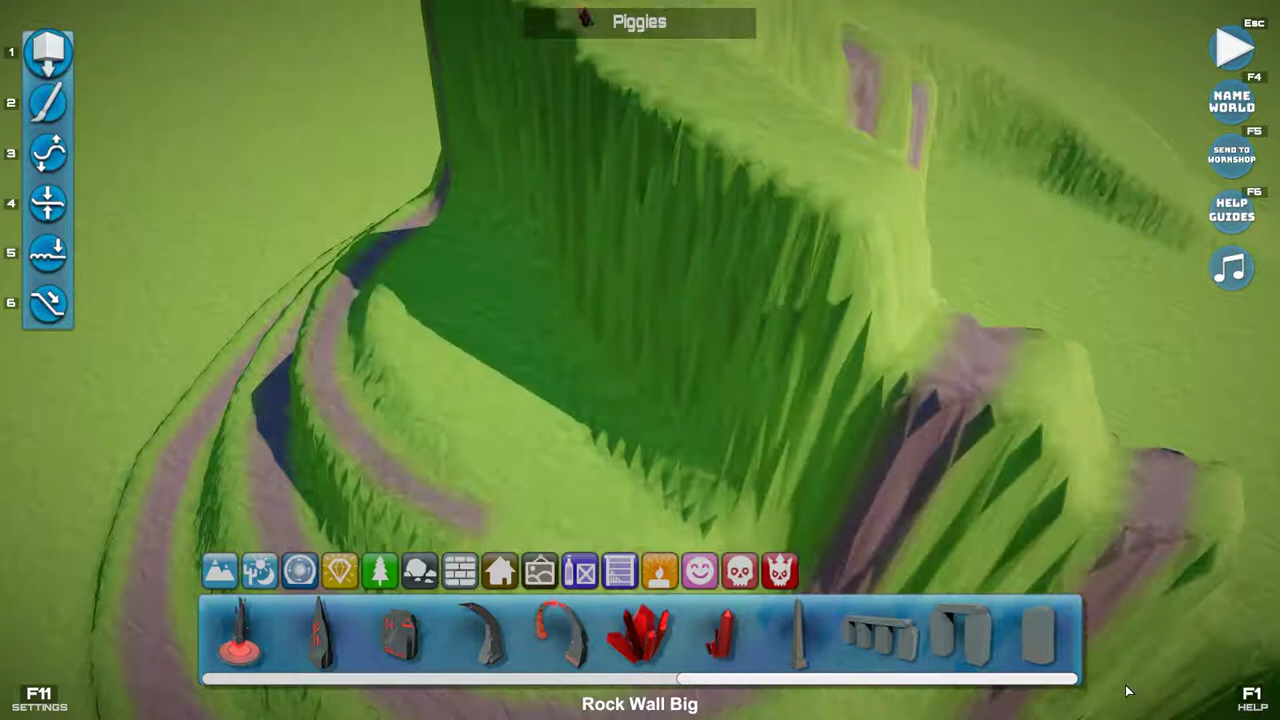 Piggies
Esc
1
F4
2
NAME
WORLD
F5
3
SEND TO
WORKSHOP
F6
4
HELP
GUIDES
5
6
F11
SETTINGS
Rock Wall Big
F1
HELP